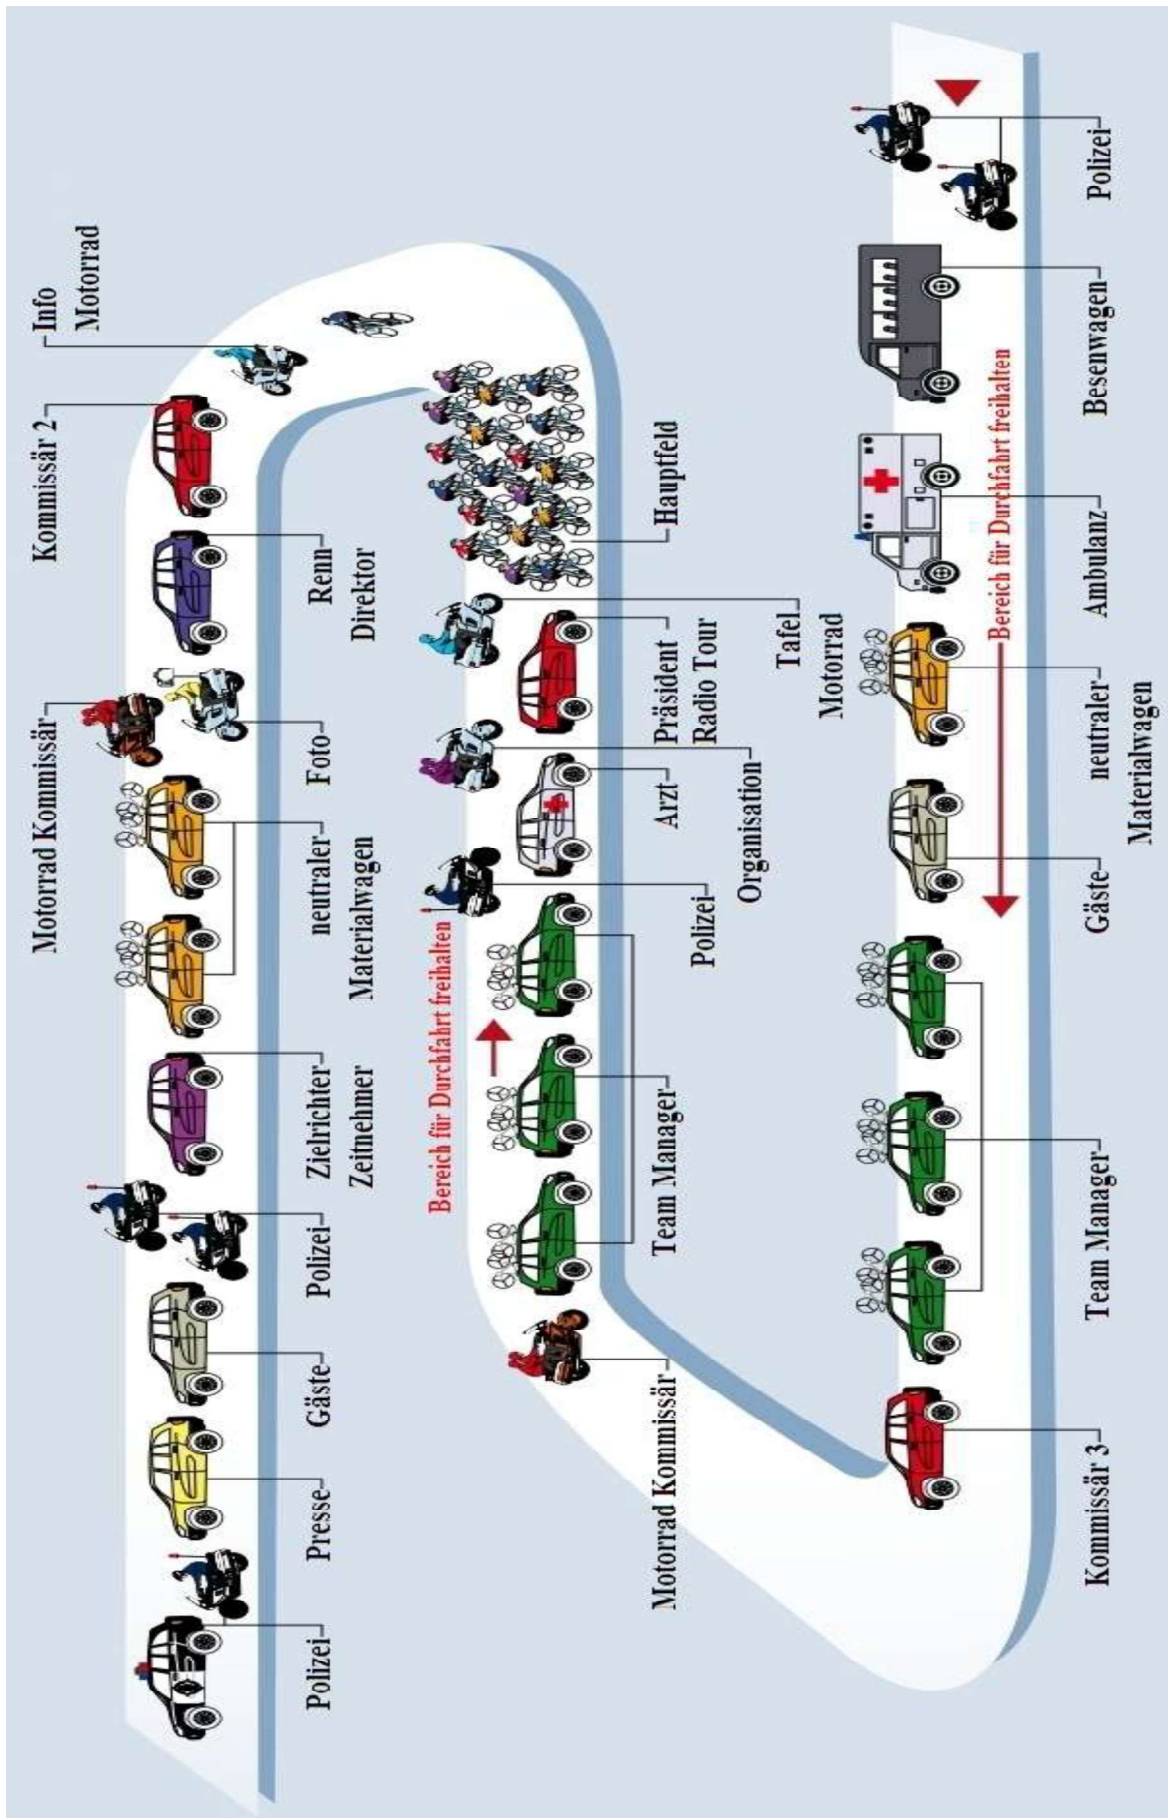 Motorrad Kommissär
Kommissär 2
Info
Motorrad
Polizei
Presse
Gäste
Polizei
Zielrichter
Zeitnehmer
neutraler
Materialwagen
Foto
Renn
Direktor
Bereich für Durchfahrt freihalten
Motorrad Kommissär
Team Manager
Polizei
Organisation
Arzt
Präsident
Radio Tour
Tafel
Motorrad
Hauptfeld
Bereich für Durchfahrt freihalten
Kommissär 3
Team Manager
Gäste
neutraler
Materialwagen
Ambulanz
Besenwagen
Polizei